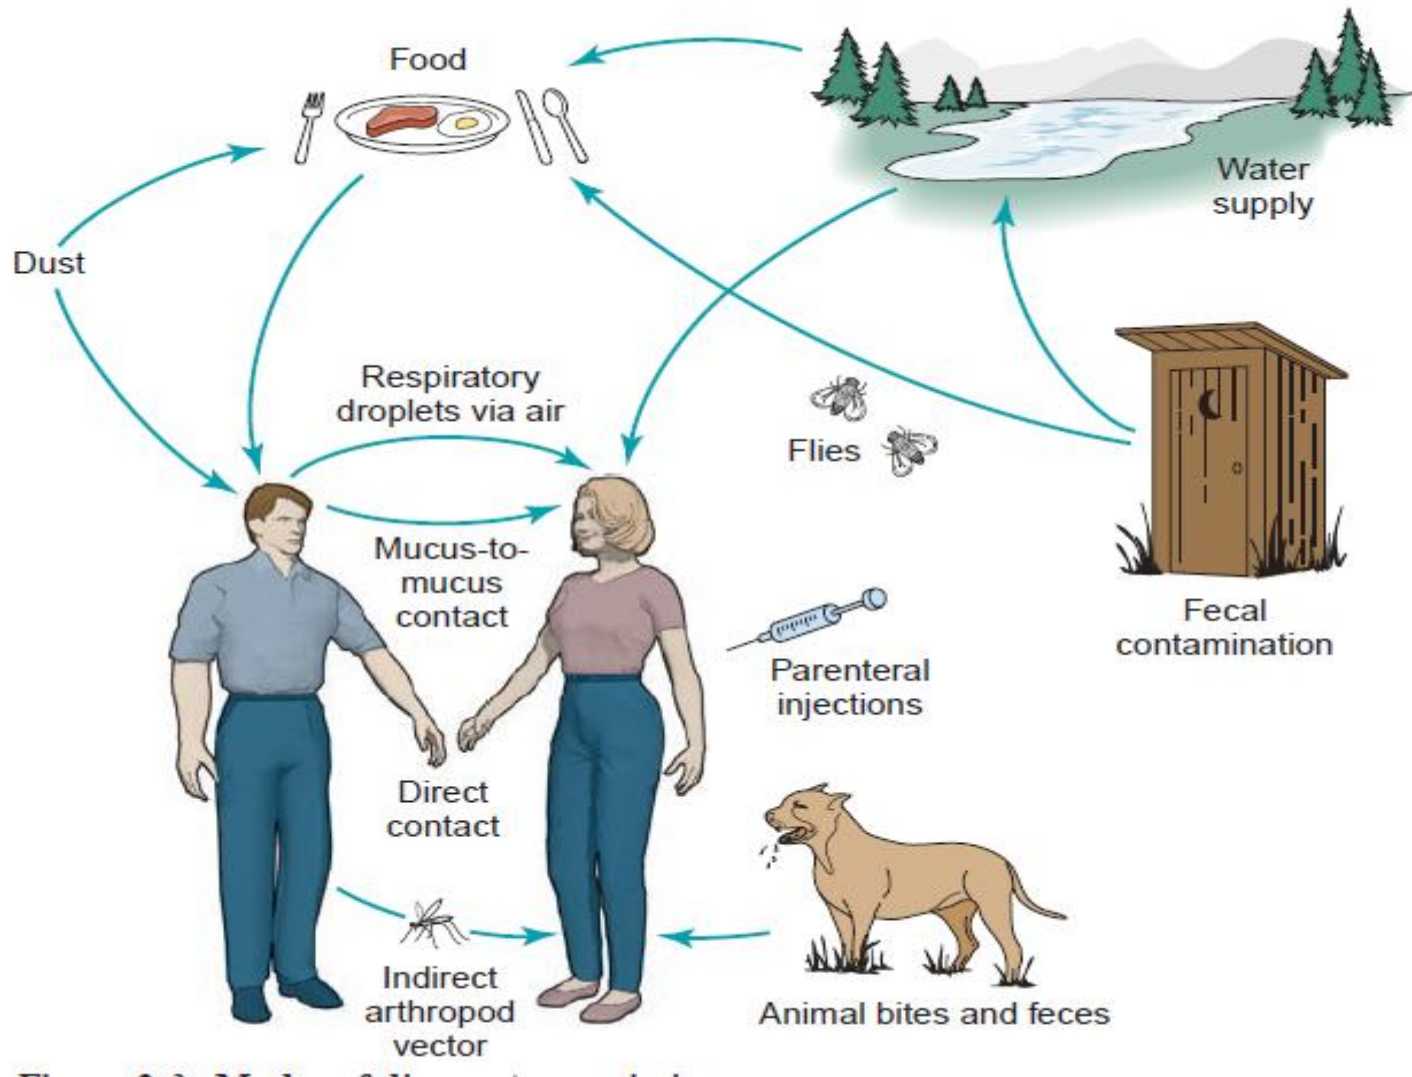 Food
Water
supply
Dust
Respiratory
droplets via air
Flies
Mucus-to-
mucus
contact
Fecal
contamination
Parenteral
injections
Direct
contact
Indirect
arthropod
vector
Animal bites and feces